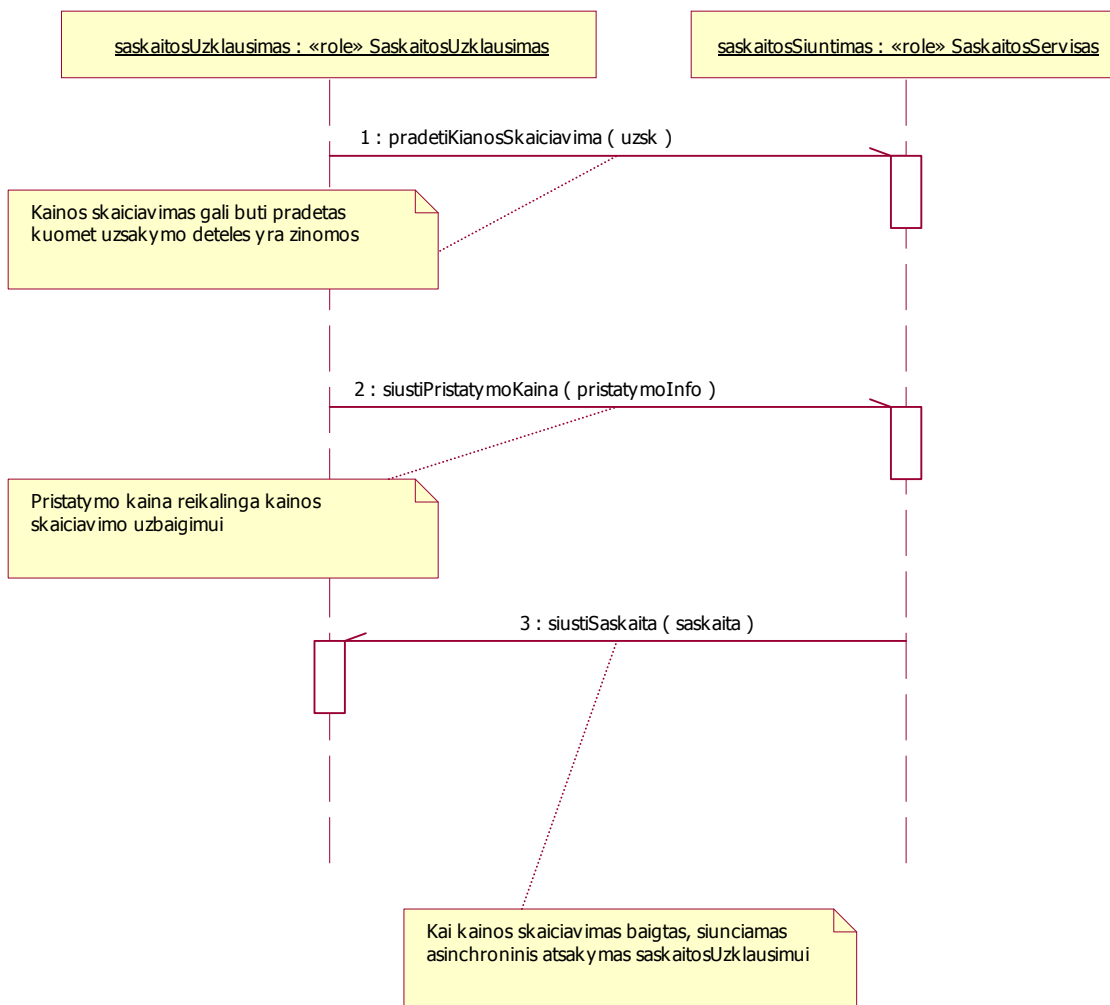 saskaitosUzklausimas : «role» SaskaitosUzklausimas
saskaitosSiuntimas : «role» SaskaitosServisas
1 : pradetiKianosSkaiciavima ( uzsk )
Kainos skaiciavimas gali buti pradetas
kuomet uzsakymo deteles yra zinomos
2 : siustiPristatymoKaina ( pristatymoInfo )
Pristatymo kaina reikalinga kainos
skaiciavimo uzbaigimui
3 : siustiSaskaita ( saskaita )
Kai kainos skaiciavimas baigtas, siunciamas
asinchroninis atsakymas saskaitosUzklausimui